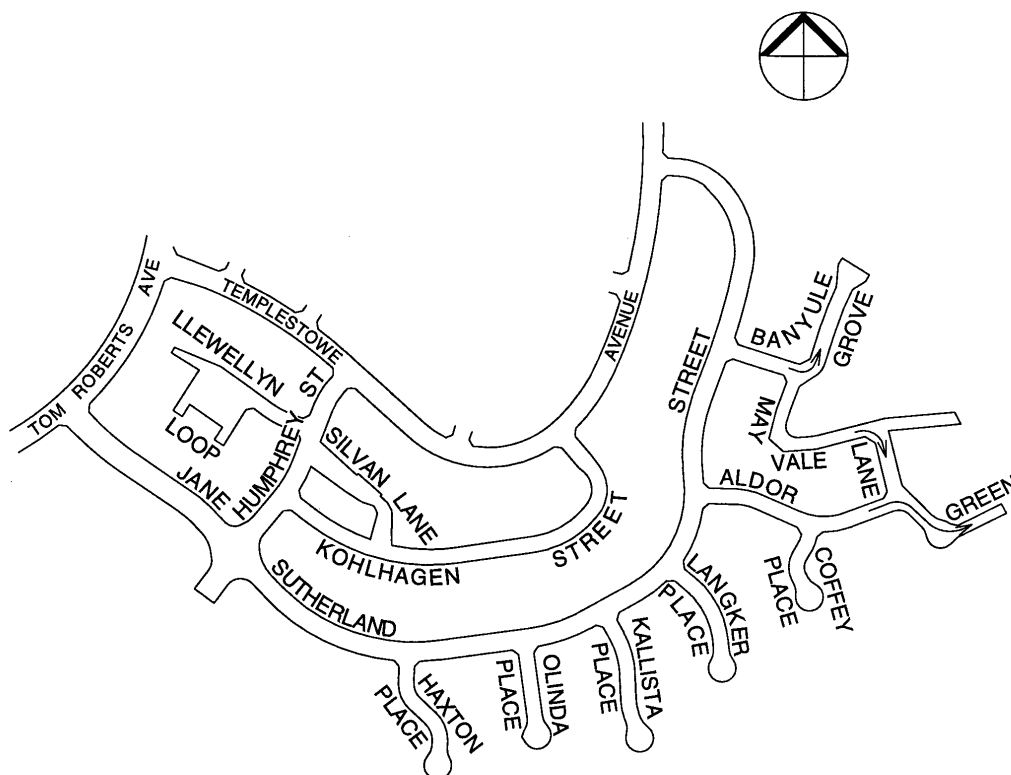 TOM ROBERTS AVE
TEMPLESTOWE AVENUE
LLEWELLYN LOOP
HUMPHREY ST
JANE SUTHERLAND STREET
SILVAN LANE
KOHLHAGEN STREET
BANYULE GROVE
MAY VALE LANE
ALDOR GREEN
COFFEY PLACE
LANGKER PLACE
KALLISTA PLACE
OLINDA PLACE
HAXTON PLACE